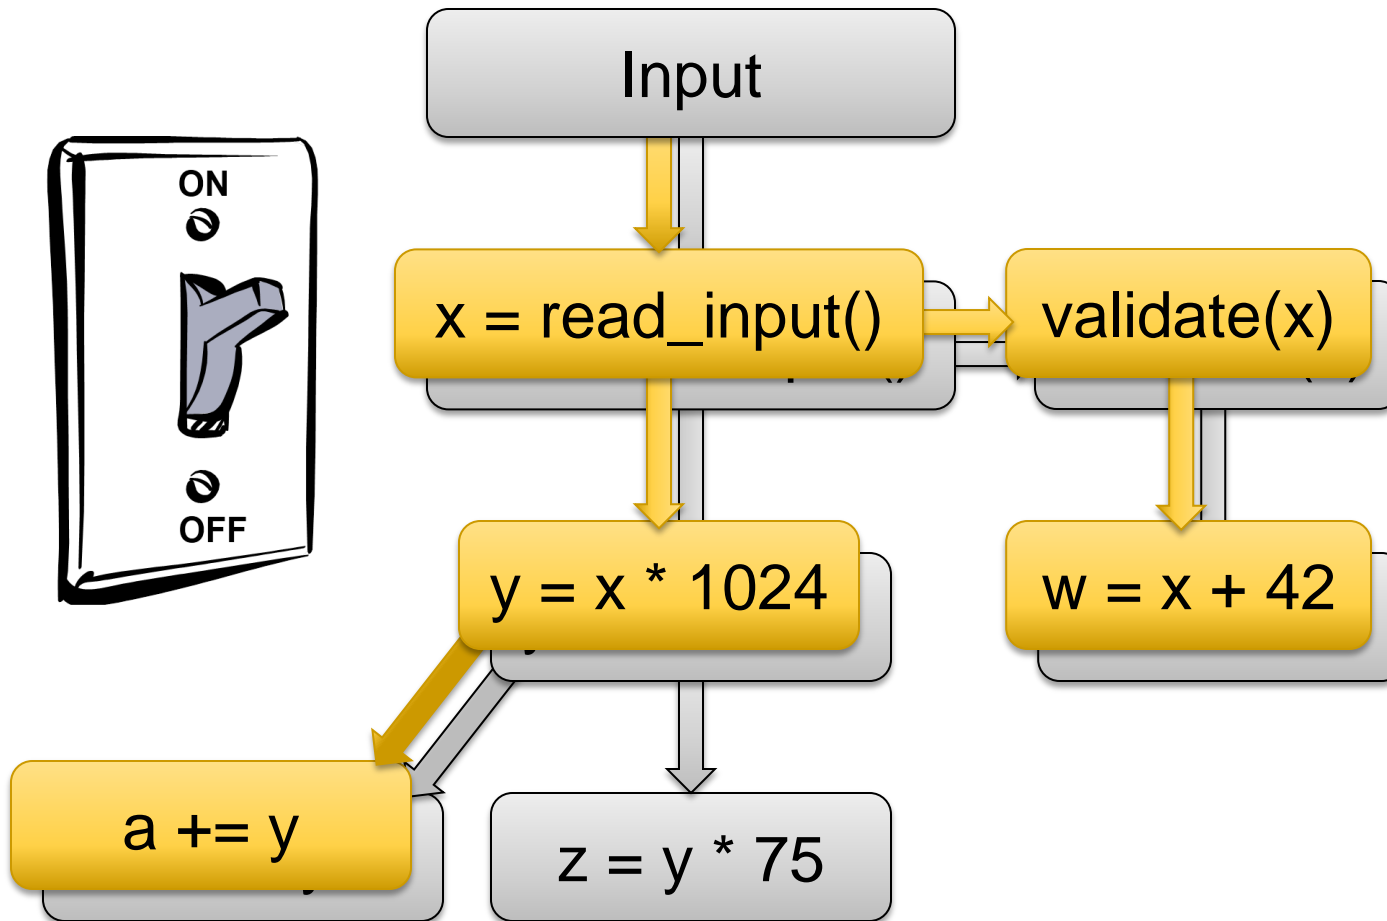 Input
ON
x = read_input()
validate(x)
OFF
y = x * 1024
w = x + 42
a += y
z = y * 75